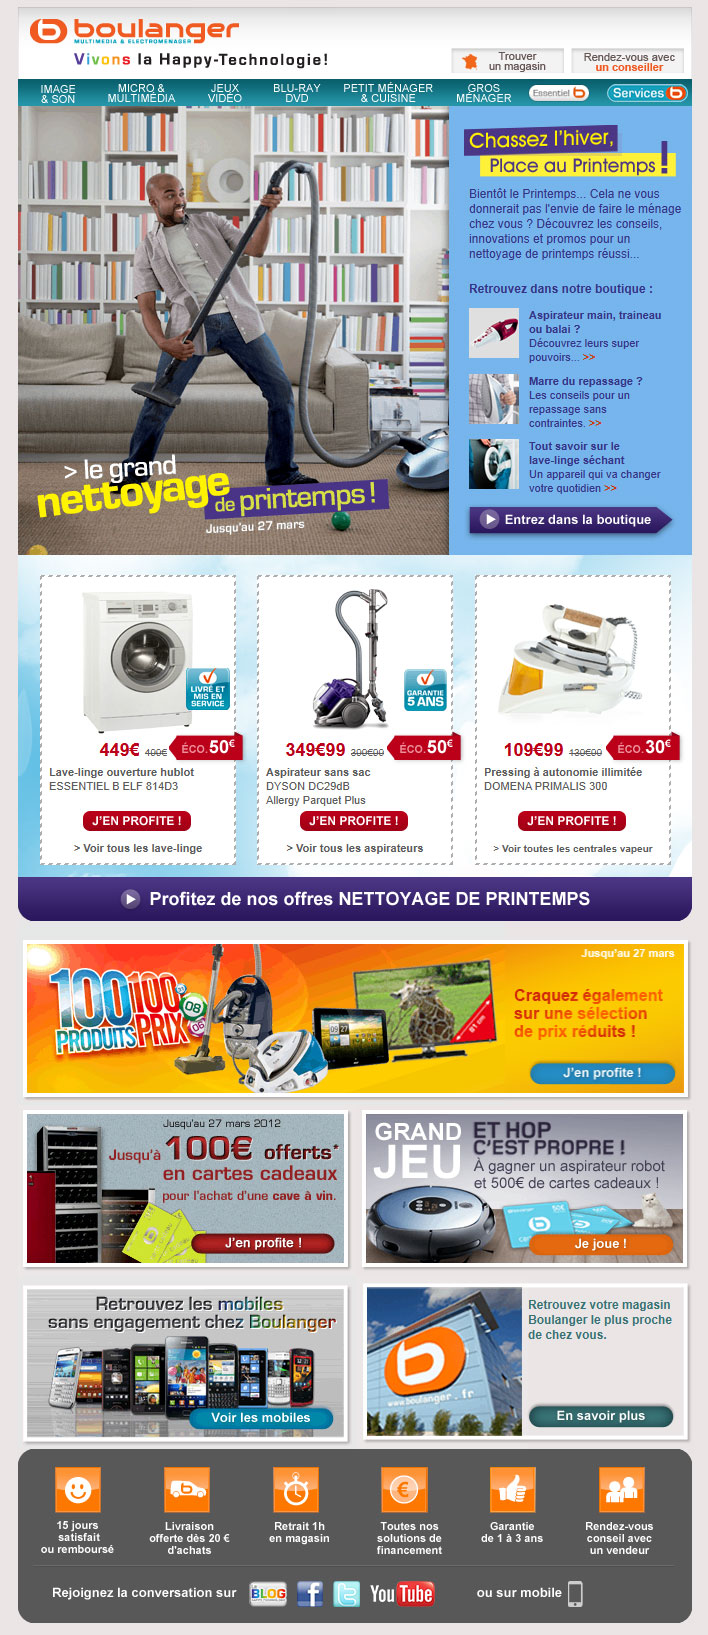 boulanger
MULTIMEDIA & ELECTROMENAGER
Vivons la Happy-Technologie!
Trouver
un magasin
Rendez-vous avec
un conseiller
IMAGE
& SON
MICRO &
MULTIMÉDIA
JEUX
VIDÉO
BLU-RAY
DVD
PETIT MÉNAGER
& CUISINE
GROS
MÉNAGER
Essentiel b
Services b
Chassez l'hiver,
Place au Printemps !
Bientôt le Printemps... Cela ne vous
donnerait pas l'envie de faire le ménage
chez vous ? Découvrez les conseils,
innovations et promos pour un
nettoyage de printemps réussi...
Retrouvez dans notre boutique :
Aspirateur main, traineau
ou balai ?
Découvrez leurs super
pouvoirs... >>
Marre du repassage ?
Les conseils pour un
repassage sans
contraintes. >>
Tout savoir sur le
lave-linge séchant
Un appareil qui va changer
votre quotidien >>
Entrez dans la boutique
> le grand
nettoyage
de printemps !
Jusqu'au 27 mars
LIVRE ET
MIS EN
SERVICE
449€ 499€ ÉCO. 50€
Lave-linge ouverture hublot
ESSENTIEL B ELF 814D3
J'EN PROFITE !
> Voir tous les lave-linge
GARANTIE
5 ANS
349€99 399€99 ÉCO. 50€
Aspirateur sans sac
DYSON DC29dB
Allergy Parquet Plus
J'EN PROFITE !
> Voir tous les aspirateurs
109€99 139€99 ÉCO. 30€
Pressing à autonomie illimitée
DOMENA PRIMALIS 300
J'EN PROFITE !
> Voir toutes les centrales vapeur
Profitez de nos offres NETTOYAGE DE PRINTEMPS
100 PRODUITS
100 PRIX
08
06
Jusqu'au 27 mars
Craquez également
sur une sélection
de prix réduits !
J'en profite !
Jusqu'au 27 mars 2012
Jusqu'à 100€ offerts*
en cartes cadeaux
pour l'achat d'une cave à vin.
J'en profite !
GRAND
JEU
ET HOP
C'EST PROPRE !
À gagner un aspirateur robot
et 500€ de cartes cadeaux !
Je joue !
Retrouvez les mobiles
sans engagement chez Boulanger
Voir les mobiles
www.boulanger.fr
Retrouvez votre magasin
Boulanger le plus proche
de chez vous.
En savoir plus
15 jours
satisfait
ou remboursé
Livraison
offerte dès 20 €
d'achats
Retrait 1h
en magasin
Toutes nos
solutions de
financement
Garantie
de 1 à 3 ans
Rendez-vous
conseil avec
un vendeur
Rejoignez la conversation sur
BLOG
YouTube
ou sur mobile